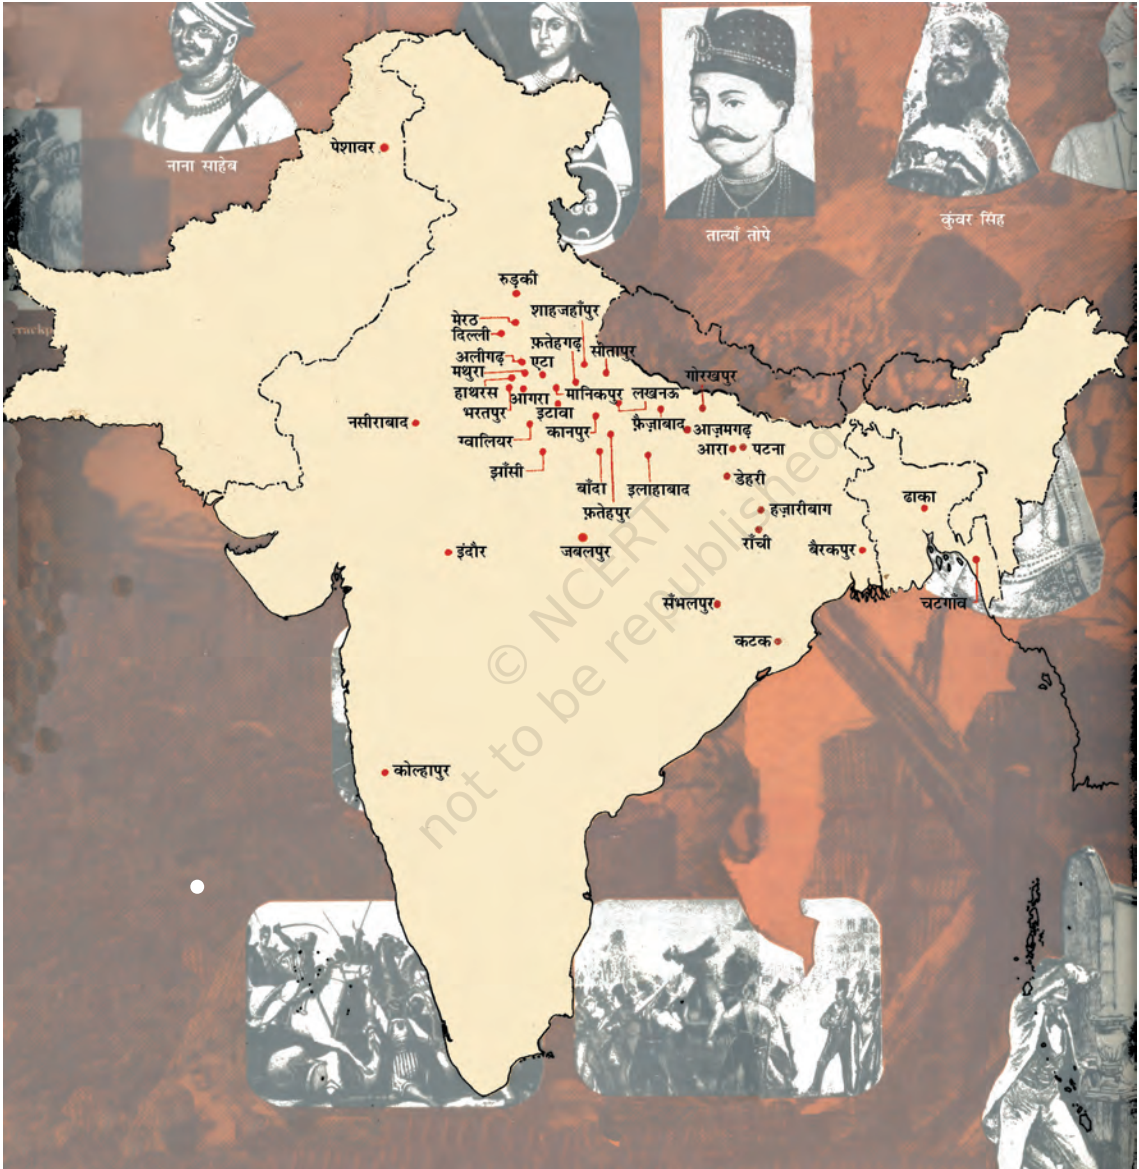 नाना साहेब
तात्याँ तोपे
कुंवर सिंह
पेशावर
रुड़की
मेरठ
शाहजहाँपुर
दिल्ली
फ़तेहगढ़
सीतापुर
अलीगढ़
एटा
मथुरा
गोरखपुर
हाथरस
आगरा
मानिकपुर
लखनऊ
भरतपुर
इटावा
नसीराबाद
कानपुर
फ़ैज़ाबाद
आज़मगढ़
ग्वालियर
आरा
पटना
झाँसी
डेहरी
बाँदा
इलाहाबाद
ढाका
फ़तेहपुर
हज़ारीबाग
राँची
इंदौर
जबलपुर
बैरकपुर
सँभलपुर
चटगाँव
कटक
कोल्हापुर
© NCERT
not to be republished